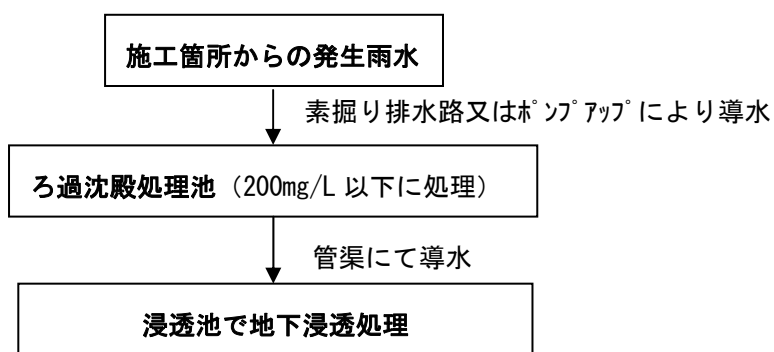 施工箇所からの発生雨水
素掘り排水路又はﾎﾟﾝﾌﾟｱｯﾌﾟにより導水
ろ過沈殿処理池（200mg/L 以下に処理）
管渠にて導水
浸透池で地下浸透処理